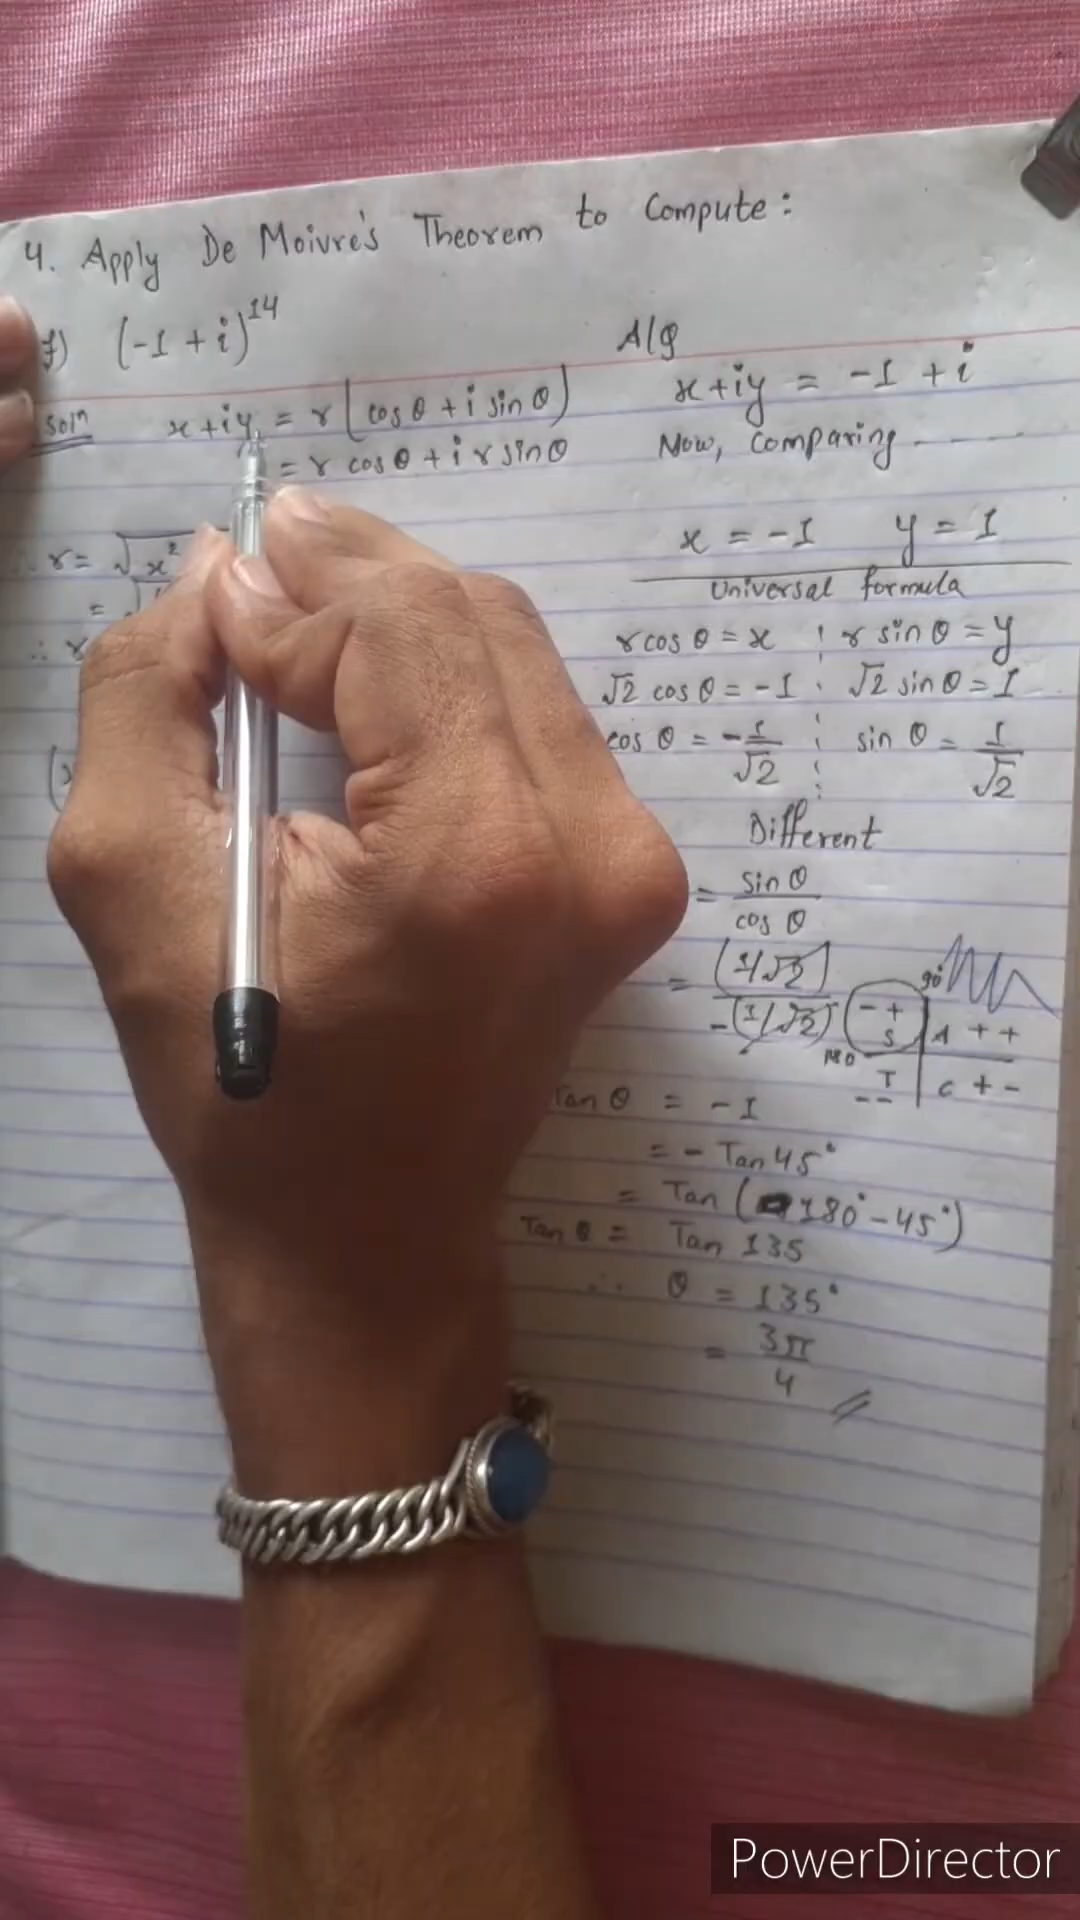 4. Apply De Moivre's Theorem to Compute:
f) (-1 + i)^14
Solⁿ x+iy = r (cos θ + i sin θ)
= r cos θ + i r sin θ
∴ r = √x²
=
∴ r
A/Q
x+iy = -1 + i
Now, comparing
x = -1 y = 1
Universal formula
r cos θ = x r sin θ = y
√2 cos θ = -1 √2 sin θ = 1
cos θ = -1/√2 sin θ = 1/√2
Different
= sin θ / cos θ
= (1/√2) / -(1/√2)
90°
- + S A + +
180
T - - C + -
Tan θ = -1
= - Tan 45°
= Tan (180° - 45°)
Tan θ = Tan 135
∴ θ = 135°
= 3π/4 //
PowerDirector